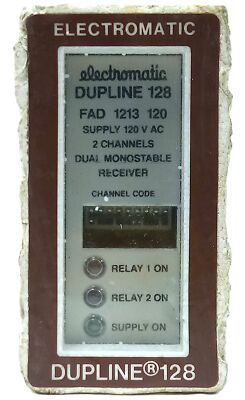 ELECTROMATIC
electromatic
DUPLINE 128
FAD 1213 120
SUPPLY 120 V AC
2 CHANNELS
DUAL MONOSTABLE
RECEIVER
CHANNEL CODE
RELAY 1 ON
RELAY 2 ON
SUPPLY ON
DUPLINE® 128